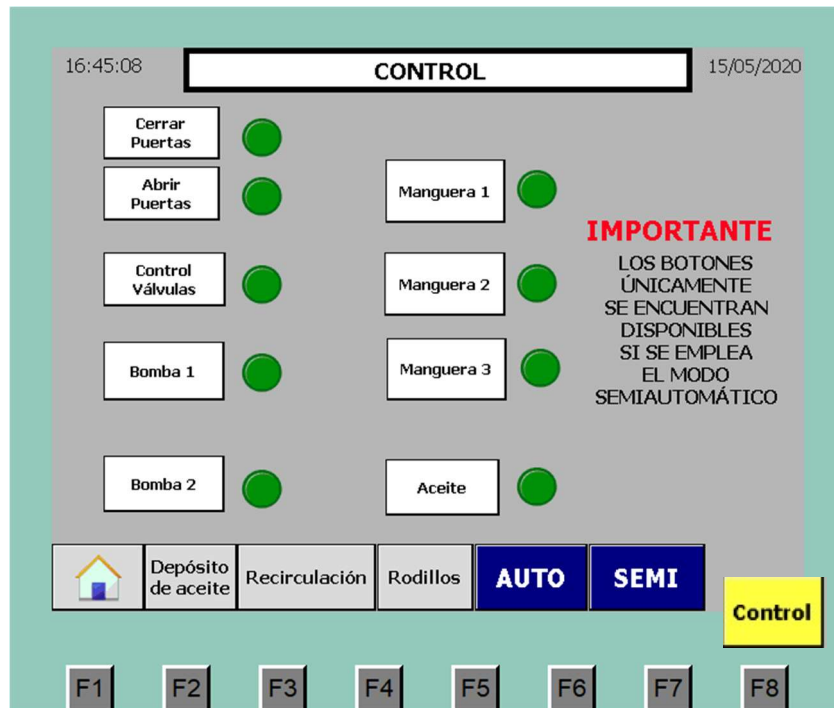 16:45:08
CONTROL
15/05/2020
Cerrar
Puertas
Abrir
Puertas
Control
Válvulas
Bomba 1
Bomba 2
Manguera 1
Manguera 2
Manguera 3
Aceite
IMPORTANTE
LOS BOTONES
ÚNICAMENTE
SE ENCUENTRAN
DISPONIBLES
SI SE EMPLEA
EL MODO
SEMIAUTOMÁTICO
Depósito
de aceite
Recirculación
Rodillos
AUTO
SEMI
Control
F1
F2
F3
F4
F5
F6
F7
F8